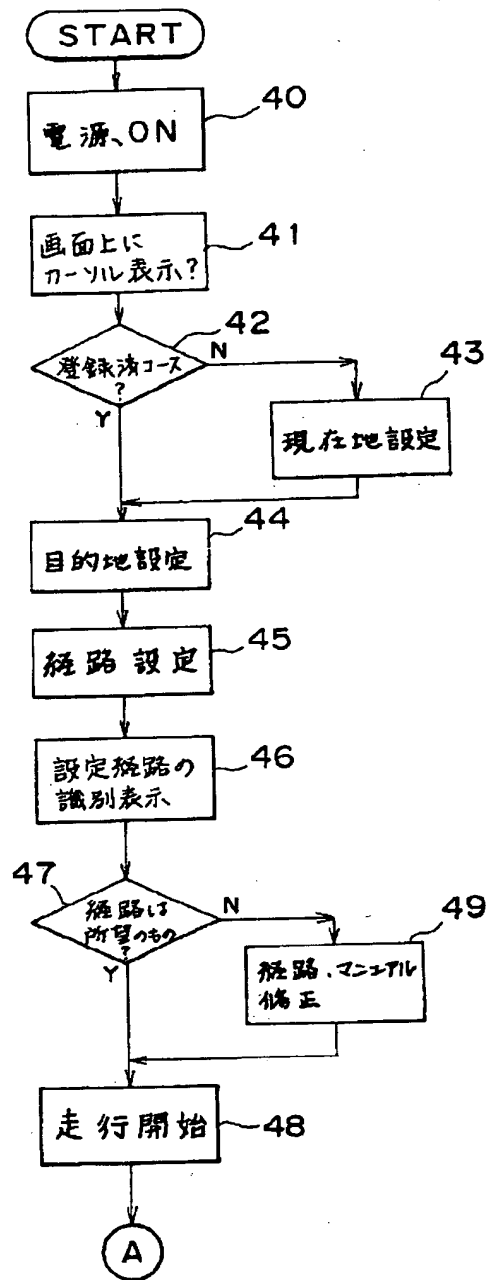 START
40
電源、ON
41
画面上に
カーソル表示?
42
登録済コース
?
N
Y
43
現在地設定
44
目的地設定
45
経路設定
46
設定経路の
識別表示
47
経路は
所望のもの
?
N
Y
49
経路、マニュアル
修正
走行開始
48
A